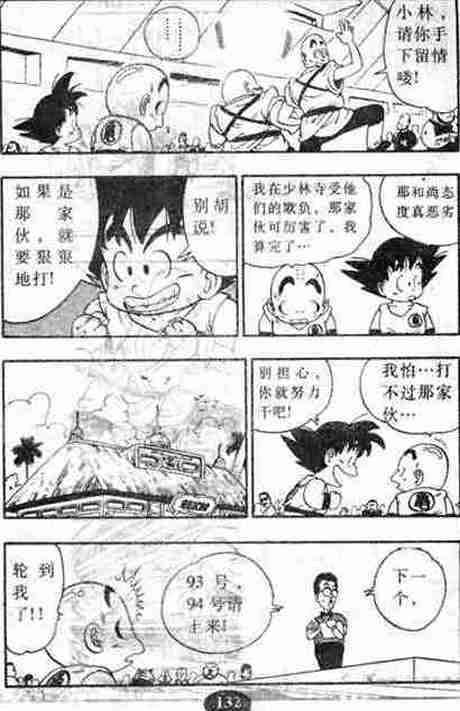 小林，
请你手
下留情
喽!
……
那和尚态
度真恶劣
我在少林寺受他
们的欺负，那家
伙可厉害了，我
算完了…
别胡
说!
如果是
那家
伙，就
要狠狠
地打!
我怕…打
不过那家
伙…
别担心，
你就努力
干吧!
下一
个，
93号，
94号请
上来!
轮到
我
了!!
132